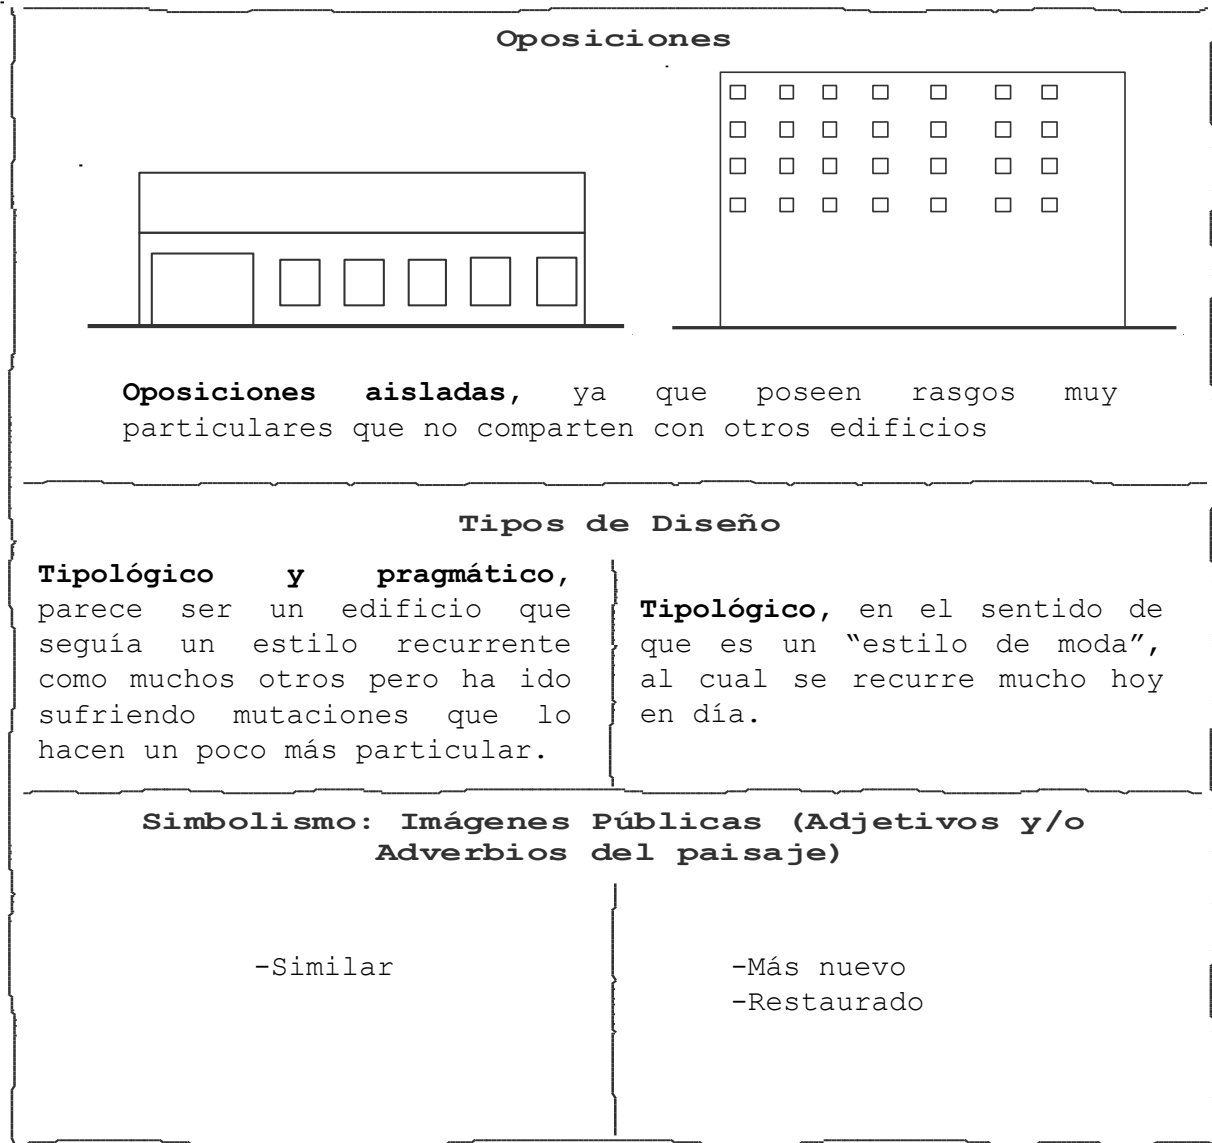 Oposiciones
Oposiciones aisladas, ya que poseen rasgos muy
particulares que no comparten con otros edificios
Tipos de Diseño
Tipológico y pragmático,
parece ser un edificio que
seguía un estilo recurrente
como muchos otros pero ha ido
sufriendo mutaciones que lo
hacen un poco más particular.
Tipológico, en el sentido de
que es un “estilo de moda”,
al cual se recurre mucho hoy
en día.
Simbolismo: Imágenes Públicas (Adjetivos y/o
Adverbios del paisaje)
-Similar
-Más nuevo
-Restaurado